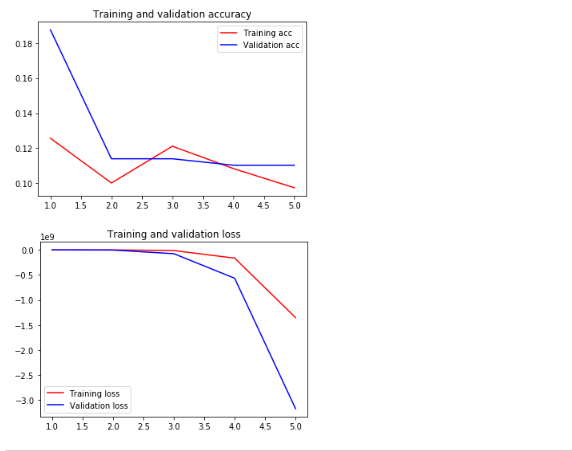 Training and validation accuracy
Training acc
Validation acc
0.18
0.16
0.14
0.12
0.10
1.0 1.5 2.0 2.5 3.0 3.5 4.0 4.5 5.0
Training and validation loss
1e9
0.0
−0.5
−1.0
−1.5
−2.0
−2.5
−3.0
Training loss
Validation loss
1.0 1.5 2.0 2.5 3.0 3.5 4.0 4.5 5.0